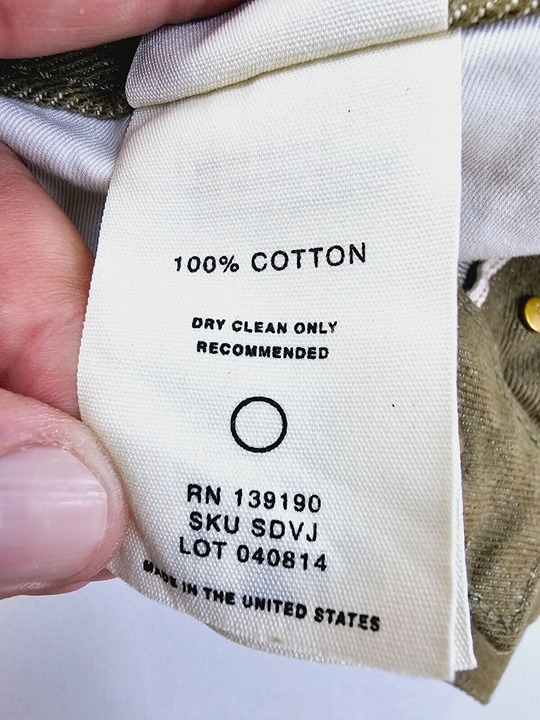 100% COTTON
DRY CLEAN ONLY
RECOMMENDED
RN 139190
SKU SDVJ
LOT 040814
MADE IN THE UNITED STATES